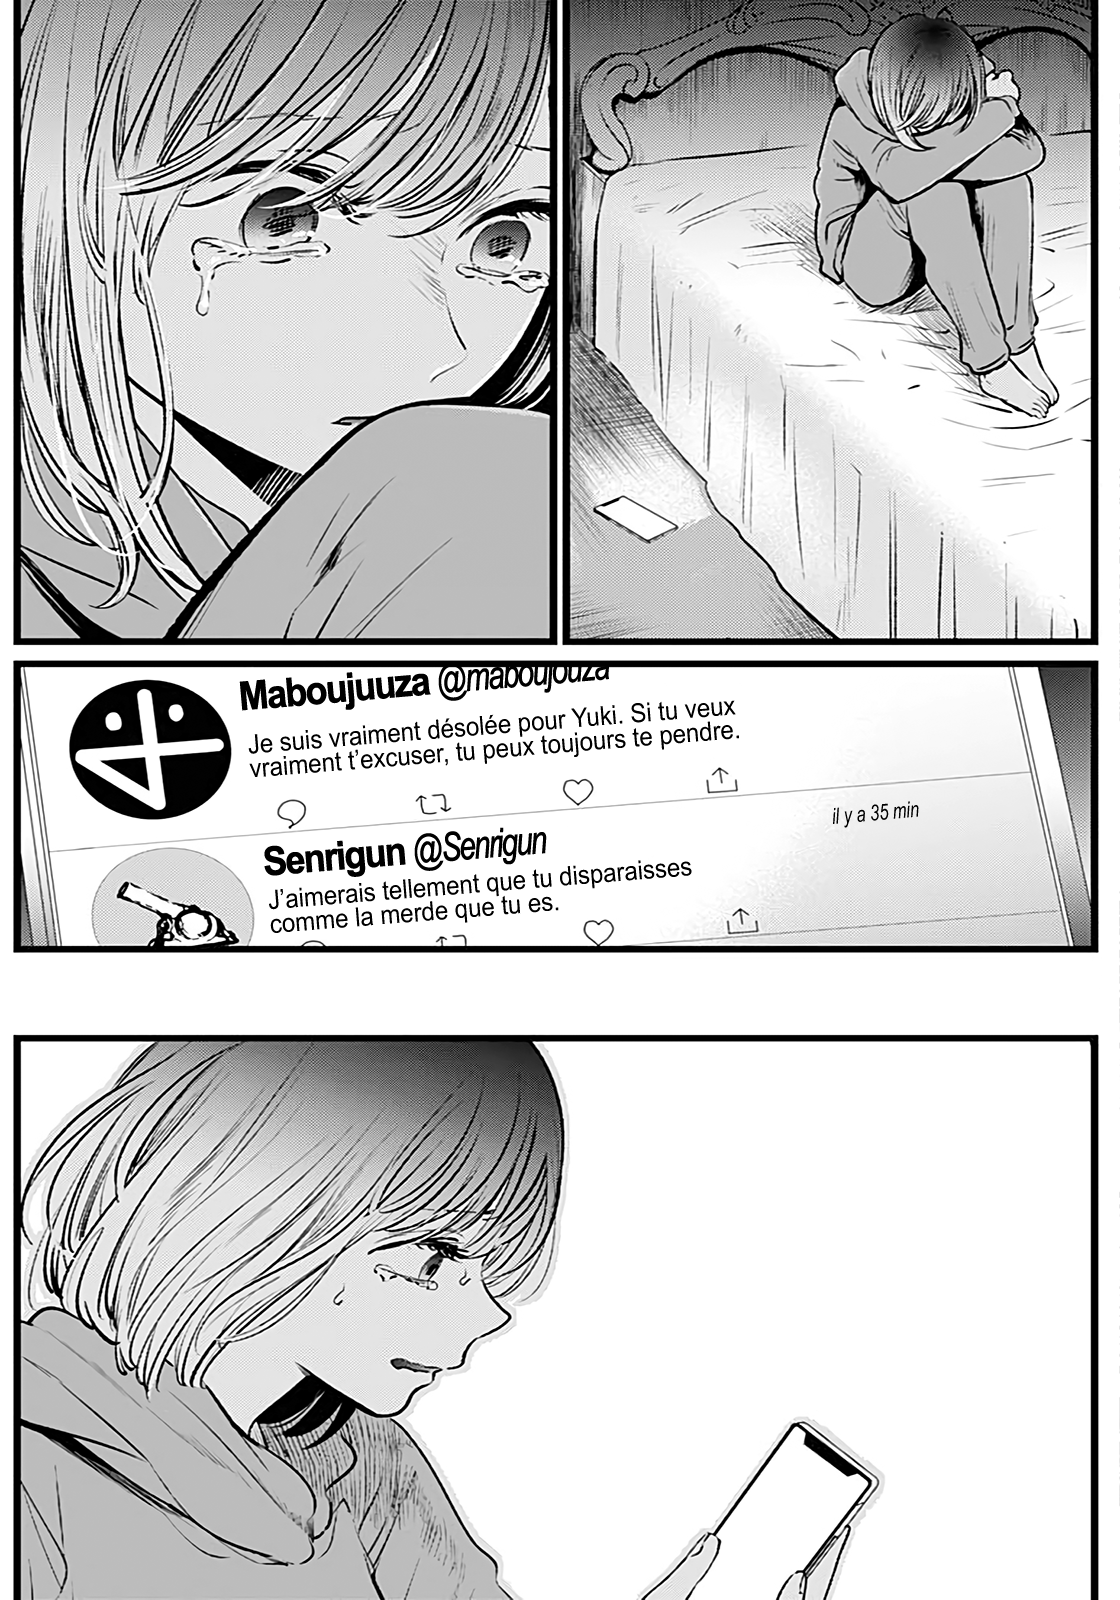 Maboujuuza @maboujouza
Je suis vraiment désolée pour Yuki. Si tu veux
vraiment t'excuser, tu peux toujours te pendre.
il y a 35 min
Senrigun @Senrigun
J'aimerais tellement que tu disparaisses
comme la merde que tu es.